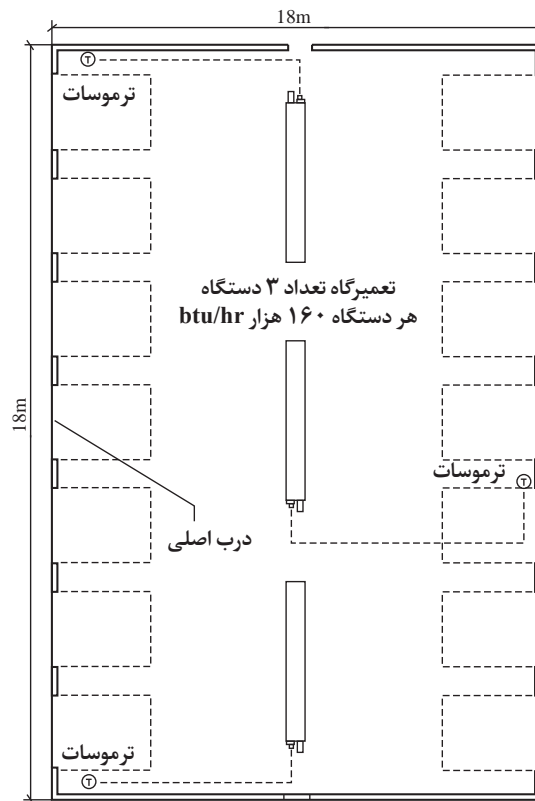 18m
T
ترموسات
تعمیرگاه تعداد ۳ دستگاه
هر دستگاه ۱۶۰ هزار btu/hr
18m
ترموسات
T
درب اصلی
ترموسات
T